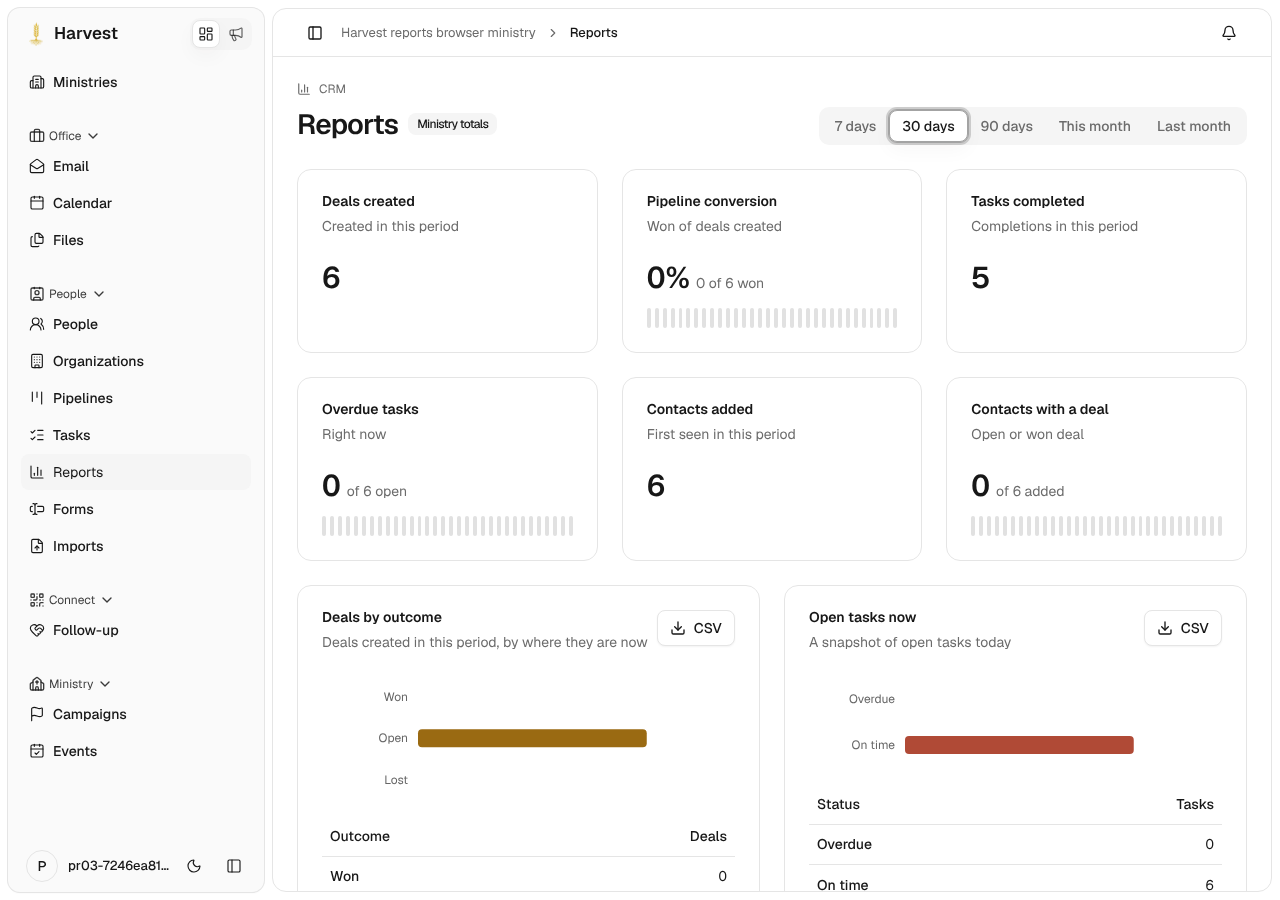 Harvest
Ministries
Office
Email
Calendar
Files
People
People
Organizations
Pipelines
Tasks
Reports
Forms
Imports
Connect
Follow-up
Ministry
Campaigns
Events
P pr03-7246ea81...
Harvest reports browser ministry > Reports
CRM
Reports Ministry totals
7 days 30 days 90 days This month Last month
Deals created
Created in this period
6
Pipeline conversion
Won of deals created
0% 0 of 6 won
Tasks completed
Completions in this period
5
Overdue tasks
Right now
0 of 6 open
Contacts added
First seen in this period
6
Contacts with a deal
Open or won deal
0 of 6 added
Deals by outcome
Deals created in this period, by where they are now
CSV
Won
Open
Lost
Outcome Deals
Won 0
Open tasks now
A snapshot of open tasks today
CSV
Overdue
On time
Status Tasks
Overdue 0
On time 6